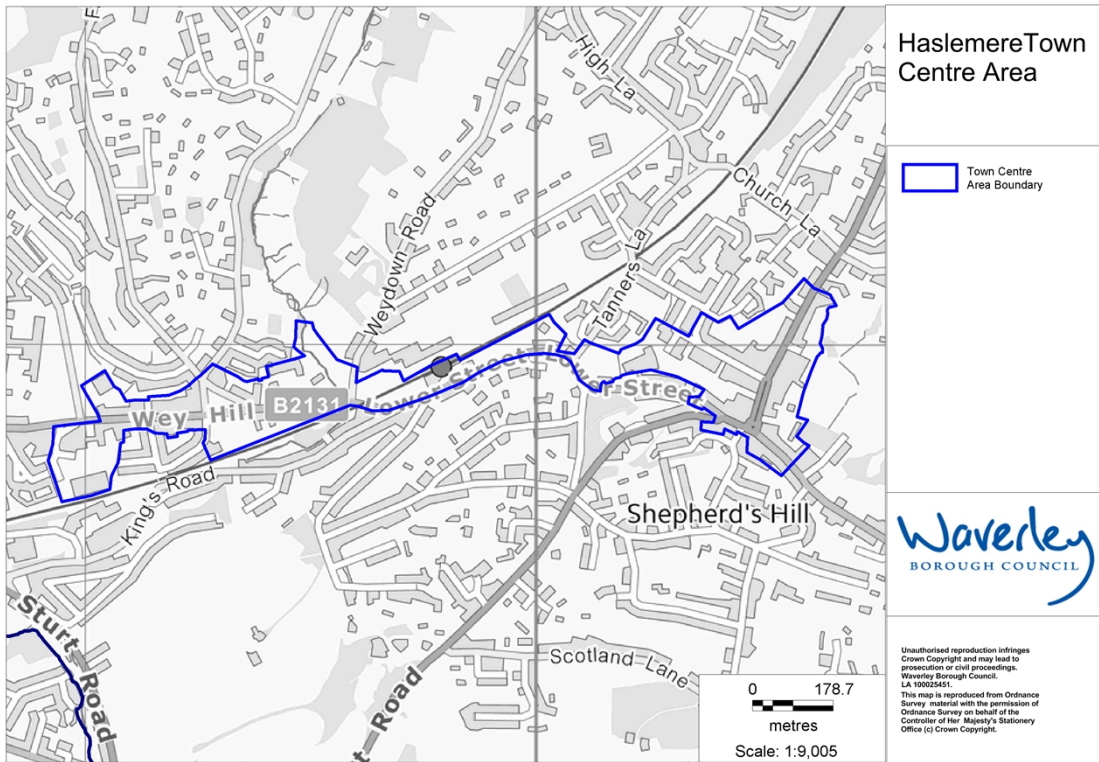 HaslemereTown
Centre Area
Town Centre
Area Boundary
High La
Church La
Weydown Road
Tanners La
Lower Street
Lower Street
Wey Hill
B2131
King's Road
Shepherd's Hill
Sturt Road
Road
Scotland Lane
0 178.7
metres
Scale: 1:9,005
Waverley
BOROUGH COUNCIL
Unauthorised reproduction infringes
Crown Copyright and may lead to
prosecution or civil proceedings.
Waverley Borough Council.
LA 100025451.
This map is reproduced from Ordnance
Survey material with the permission of
Ordnance Survey on behalf of the
Controller of Her Majesty's Stationery
Office (c) Crown Copyright.